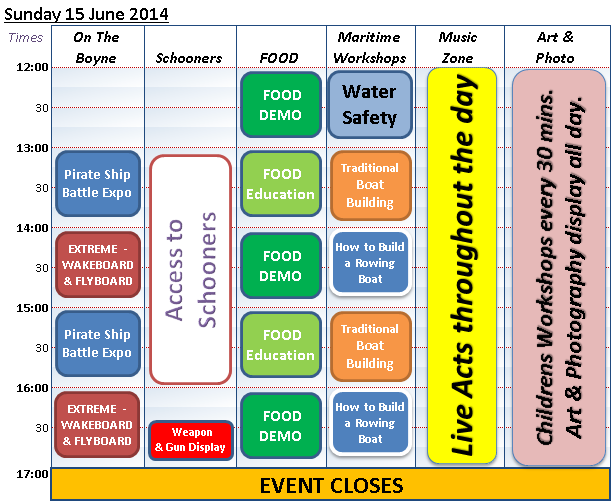 Sunday 15 June 2014
Times
On The
Boyne
Schooners
FOOD
Maritime
Workshops
Music
Zone
Art &
Photo
12:00
30
13:00
30
14:00
30
15:00
30
16:00
30
17:00
Pirate Ship
Battle Expo
EXTREME -
WAKEBOARD
& FLYBOARD
Pirate Ship
Battle Expo
EXTREME -
WAKEBOARD
& FLYBOARD
Access to
Schooners
Weapon
& Gun Display
FOOD
DEMO
FOOD
Education
FOOD
DEMO
FOOD
Education
FOOD
DEMO
Water
Safety
Traditional
Boat
Building
How to Build
a Rowing
Boat
Traditional
Boat
Building
How to Build
a Rowing
Boat
Live Acts throughout the day
Childrens Workshops every 30 mins.
Art & Photography display all day.
EVENT CLOSES